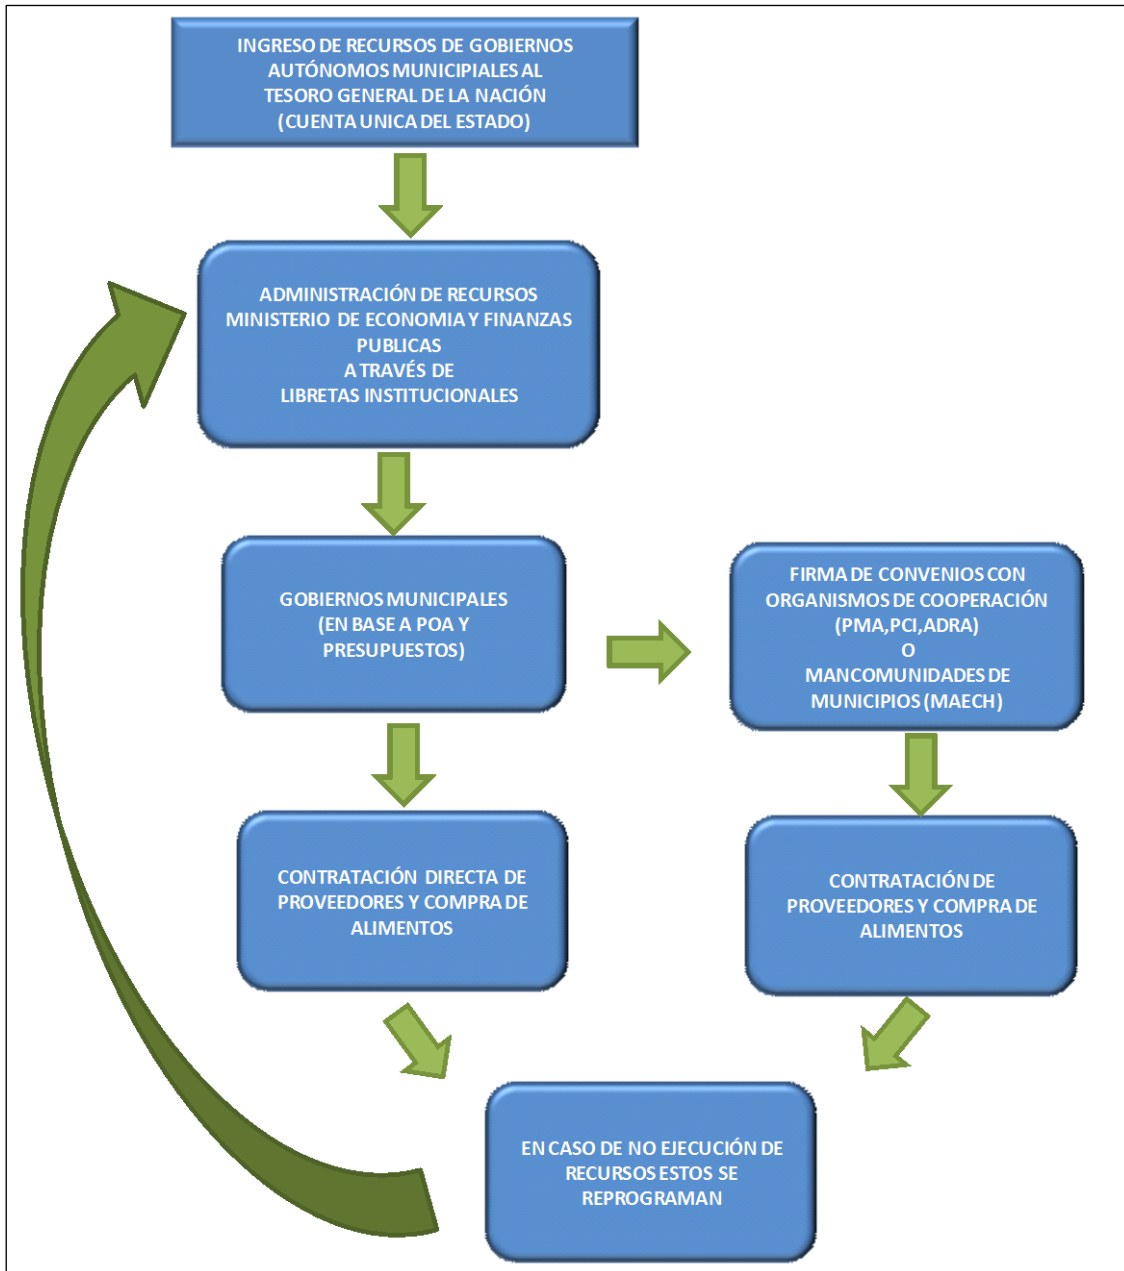 INGRESO DE RECURSOS DE GOBIERNOS
AUTÓNOMOS MUNICIPALES AL
TESORO GENERAL DE LA NACIÓN
(CUENTA UNICA DEL ESTADO)
ADMINISTRACIÓN DE RECURSOS
MINISTERIO DE ECONOMIA Y FINANZAS
PUBLICAS
A TRAVÉS DE
LIBRETAS INSTITUCIONALES
GOBIERNOS MUNICIPALES
(EN BASE A POA Y
PRESUPUESTOS)
FIRMA DE CONVENIOS CON
ORGANISMOS DE COOPERACIÓN
(PMA,PCI,ADRA)
O
MANCOMUNIDADES DE
MUNICIPIOS (MAECH)
CONTRATACIÓN DIRECTA DE
PROVEEDORES Y COMPRA DE
ALIMENTOS
CONTRATACIÓN DE
PROVEEDORES Y COMPRA DE
ALIMENTOS
EN CASO DE NO EJECUCIÓN DE
RECURSOS ESTOS SE
REPROGRAMAN